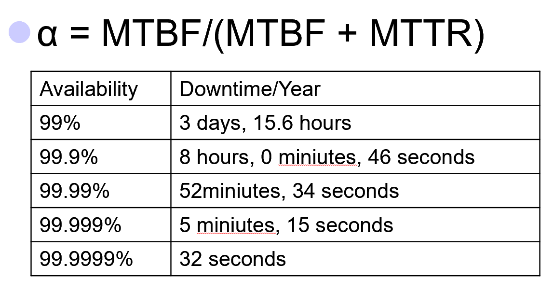 α = MTBF/(MTBF + MTTR)
Availability Downtime/Year
99% 3 days, 15.6 hours
99.9% 8 hours, 0 miniutes, 46 seconds
99.99% 52miniutes, 34 seconds
99.999% 5 miniutes, 15 seconds
99.9999% 32 seconds